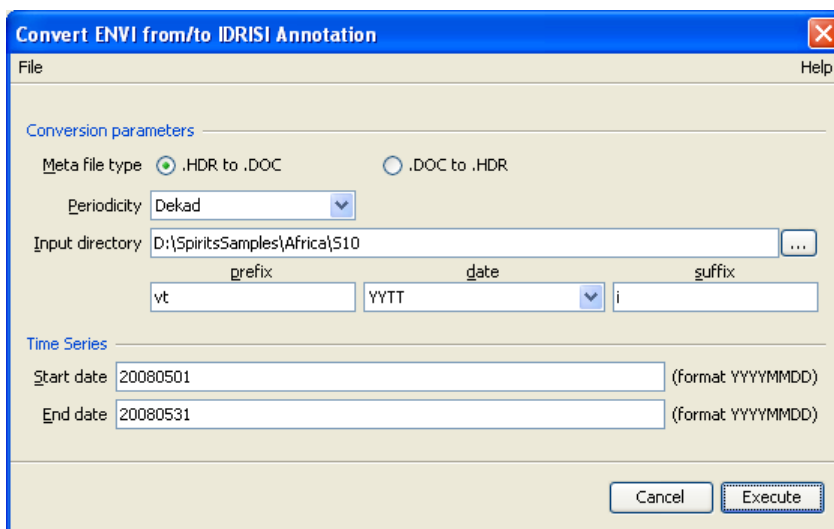 Convert ENVI from/to IDRISI Annotation
File Help
Conversion parameters
Meta file type .HDR to .DOC .DOC to .HDR
Periodicity Dekad
Input directory D:\SpiritsSamples\Africa\S10 ...
prefix date suffix
vt YYTT i
Time Series
Start date 20080501 (format YYYYMMDD)
End date 20080531 (format YYYYMMDD)
Cancel Execute